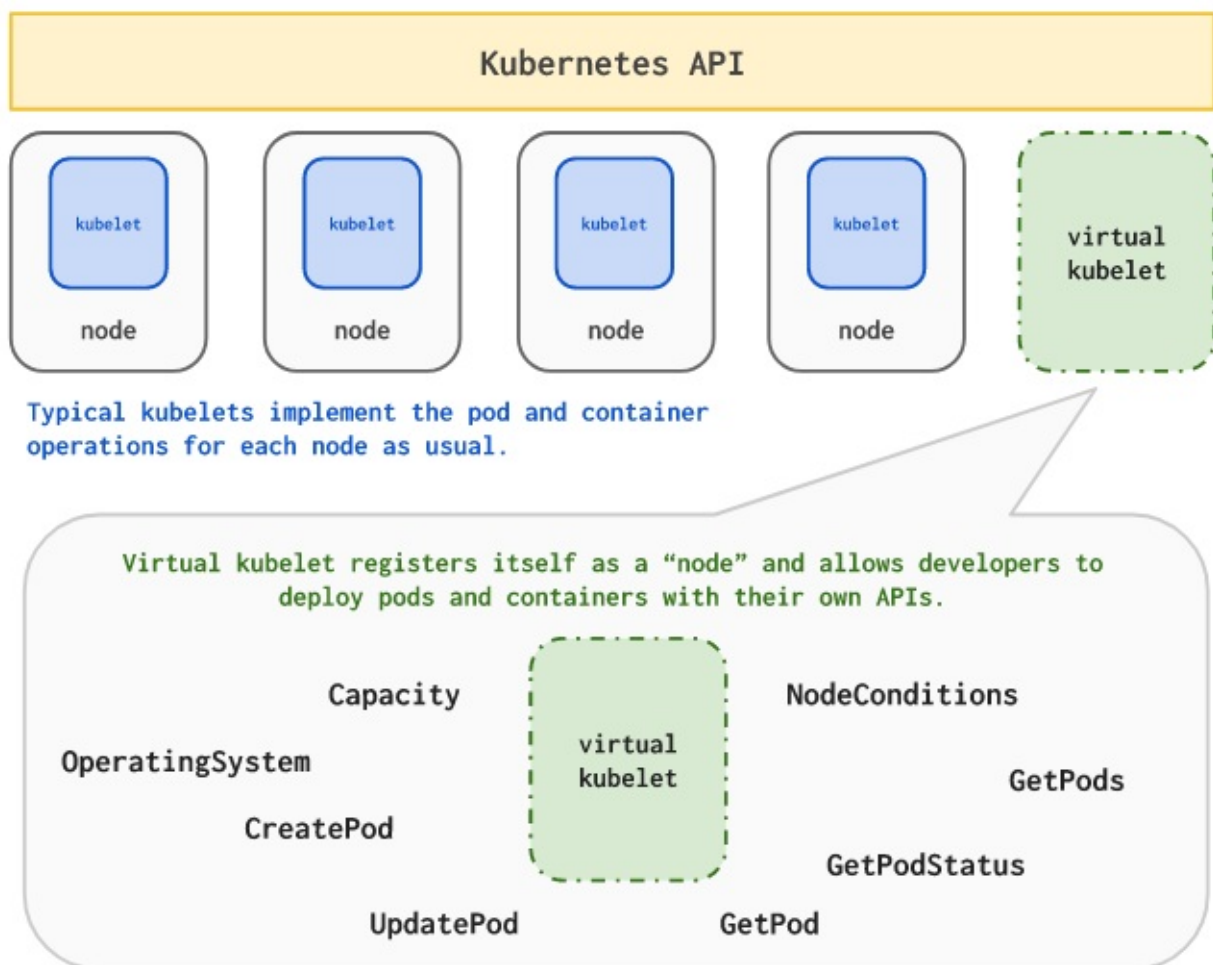 Kubernetes API
kubelet
kubelet
kubelet
kubelet
virtual
kubelet
node
node
node
node
Typical kubelets implement the pod and container
operations for each node as usual.
Virtual kubelet registers itself as a “node” and allows developers to
deploy pods and containers with their own APIs.
Capacity
NodeConditions
virtual
kubelet
OperatingSystem
GetPods
CreatePod
GetPodStatus
UpdatePod
GetPod